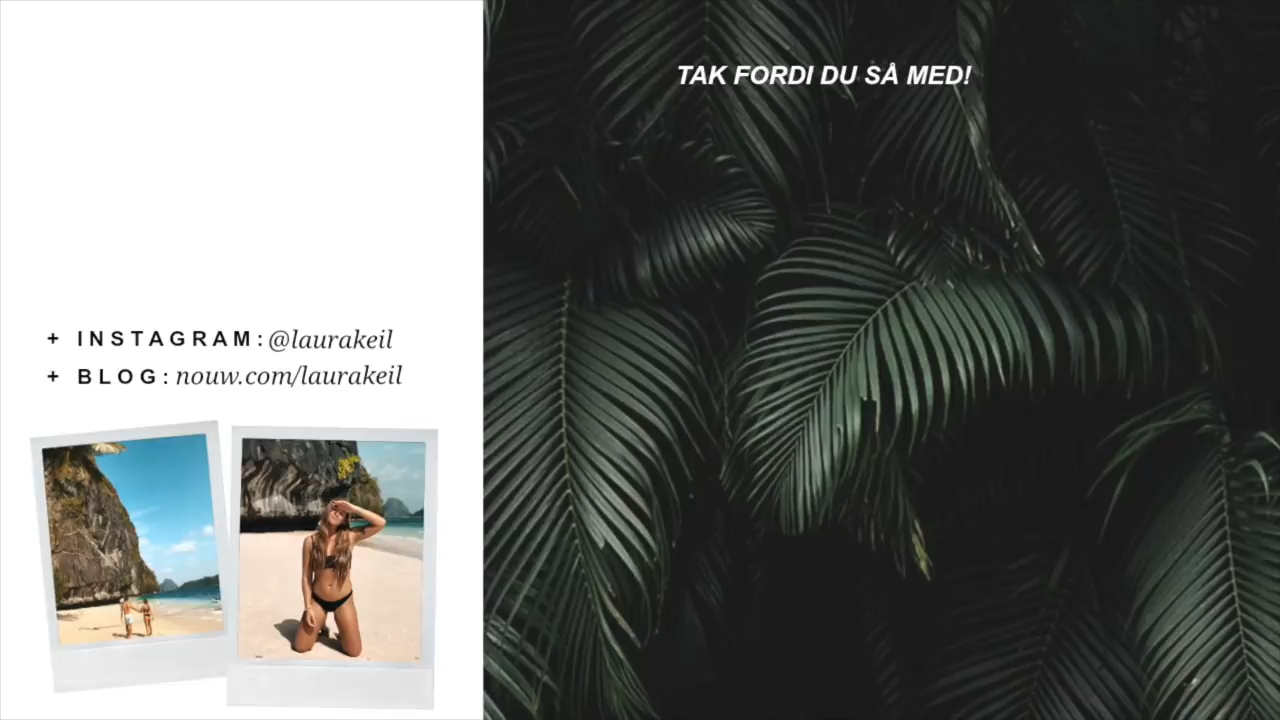 TAK FORDI DU SÅ MED!
+ INSTAGRAM: @laurakeil
+ BLOG: nouw.com/laurakeil